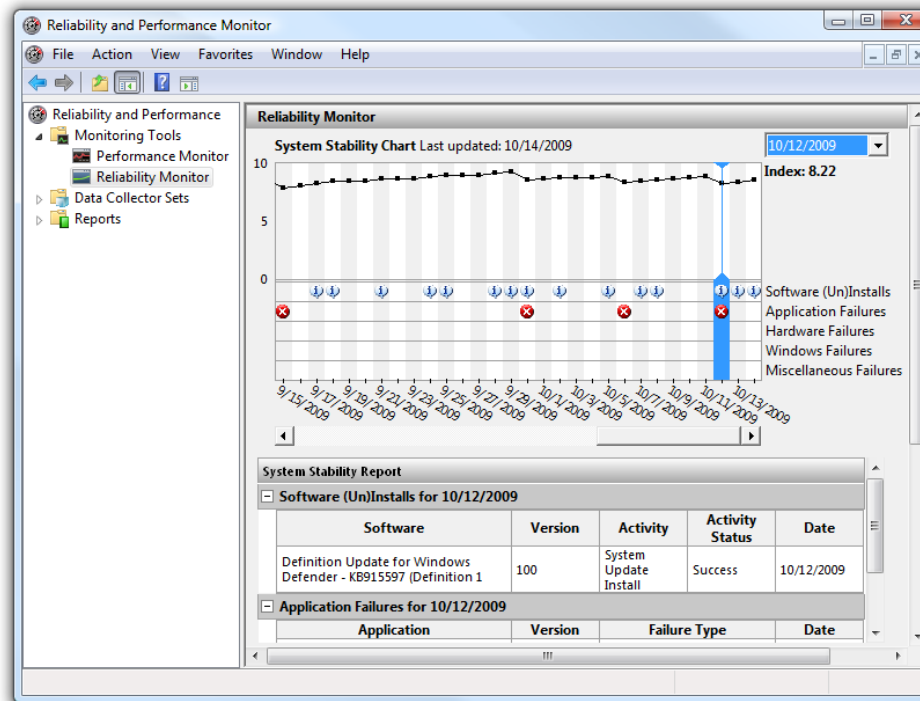 Reliability and Performance Monitor
File Action View Favorites Window Help
Reliability and Performance
Monitoring Tools
Performance Monitor
Reliability Monitor
Data Collector Sets
Reports
Reliability Monitor
System Stability Chart Last updated: 10/14/2009
10/12/2009
Index: 8.22
10
5
0
Software (Un)Installs
Application Failures
Hardware Failures
Windows Failures
Miscellaneous Failures
9/15/2009 9/17/2009 9/19/2009 9/21/2009 9/23/2009 9/25/2009 9/27/2009 9/29/2009 10/1/2009 10/3/2009 10/5/2009 10/7/2009 10/9/2009 10/11/2009 10/13/2009
System Stability Report
Software (Un)Installs for 10/12/2009
Software Version Activity Activity Status Date
Definition Update for Windows
Defender - KB915597 (Definition 1
100
System
Update
Install
Success
10/12/2009
Application Failures for 10/12/2009
Application Version Failure Type Date